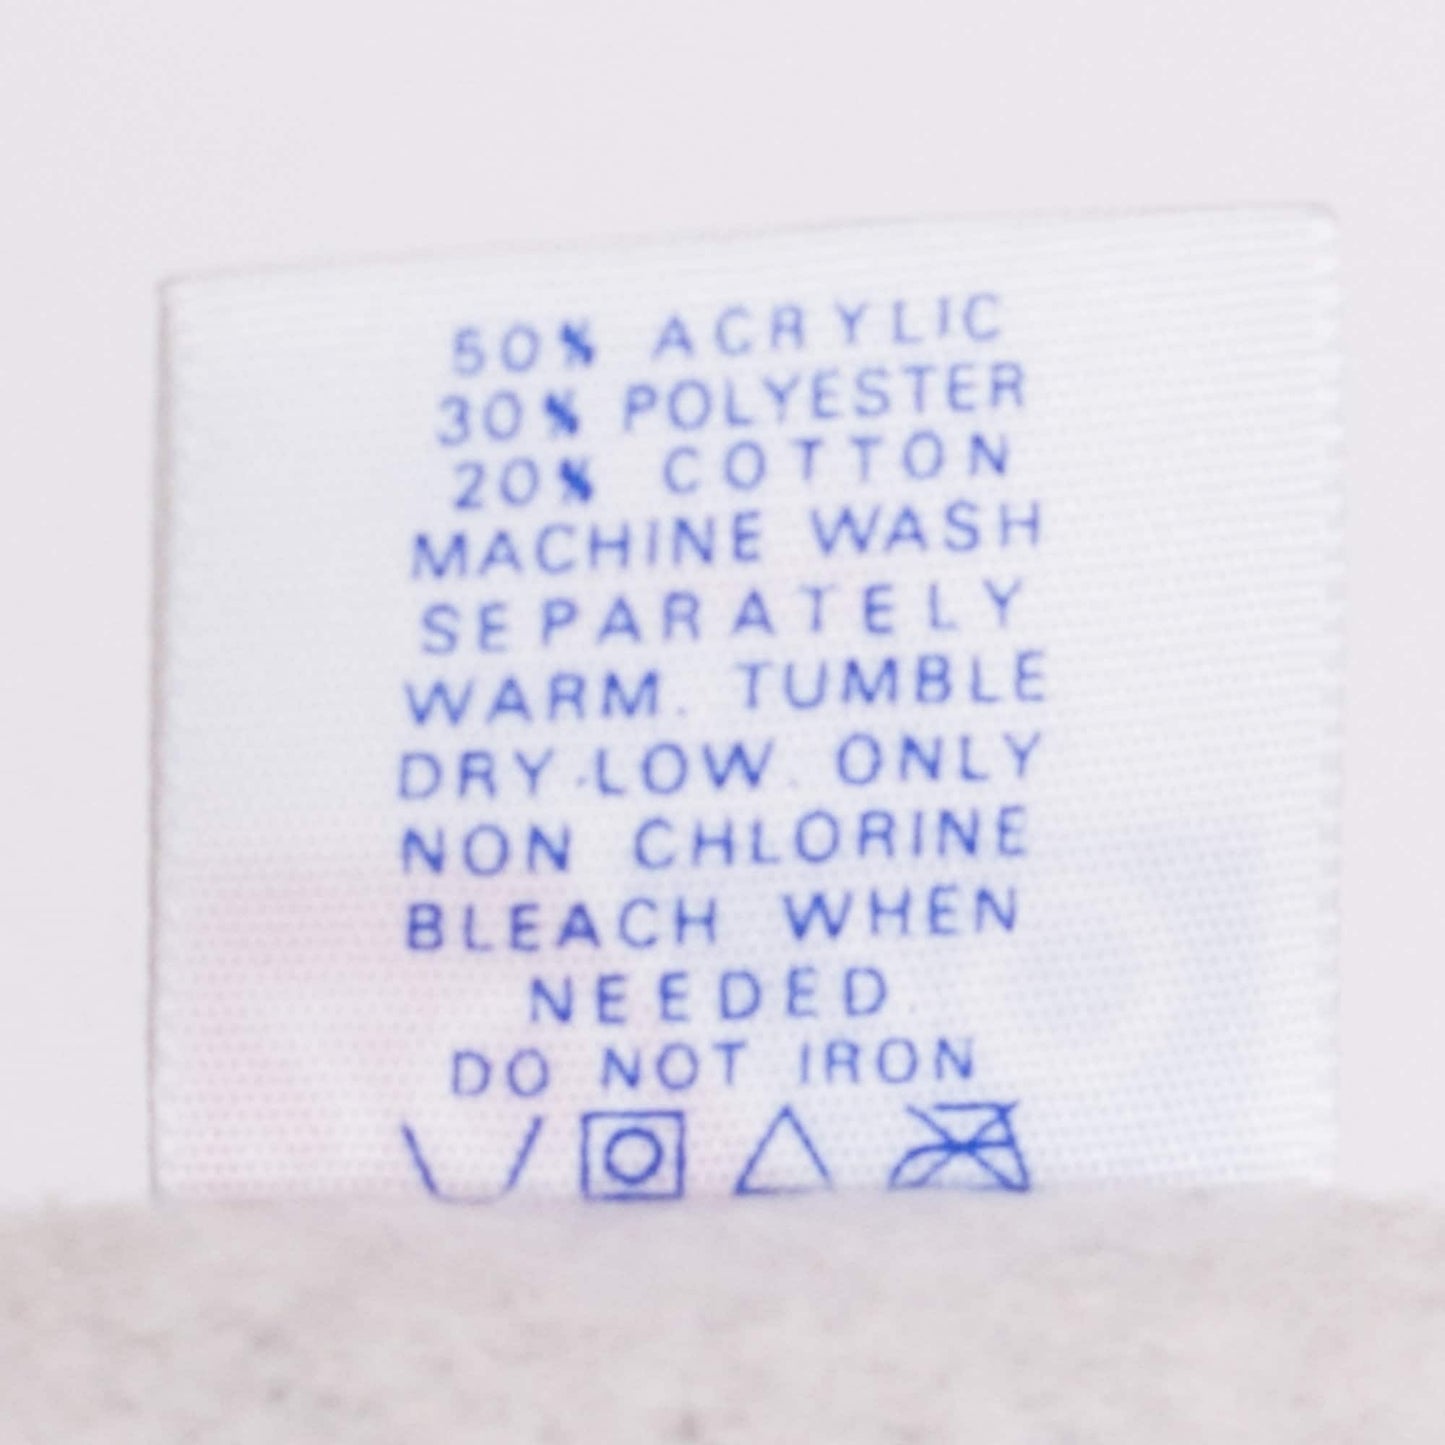 50% ACRYLIC
30% POLYESTER
20% COTTON
MACHINE WASH
SEPARATELY
WARM. TUMBLE
DRY.LOW. ONLY
NON CHLORINE
BLEACH WHEN
NEEDED.
DO NOT IRON